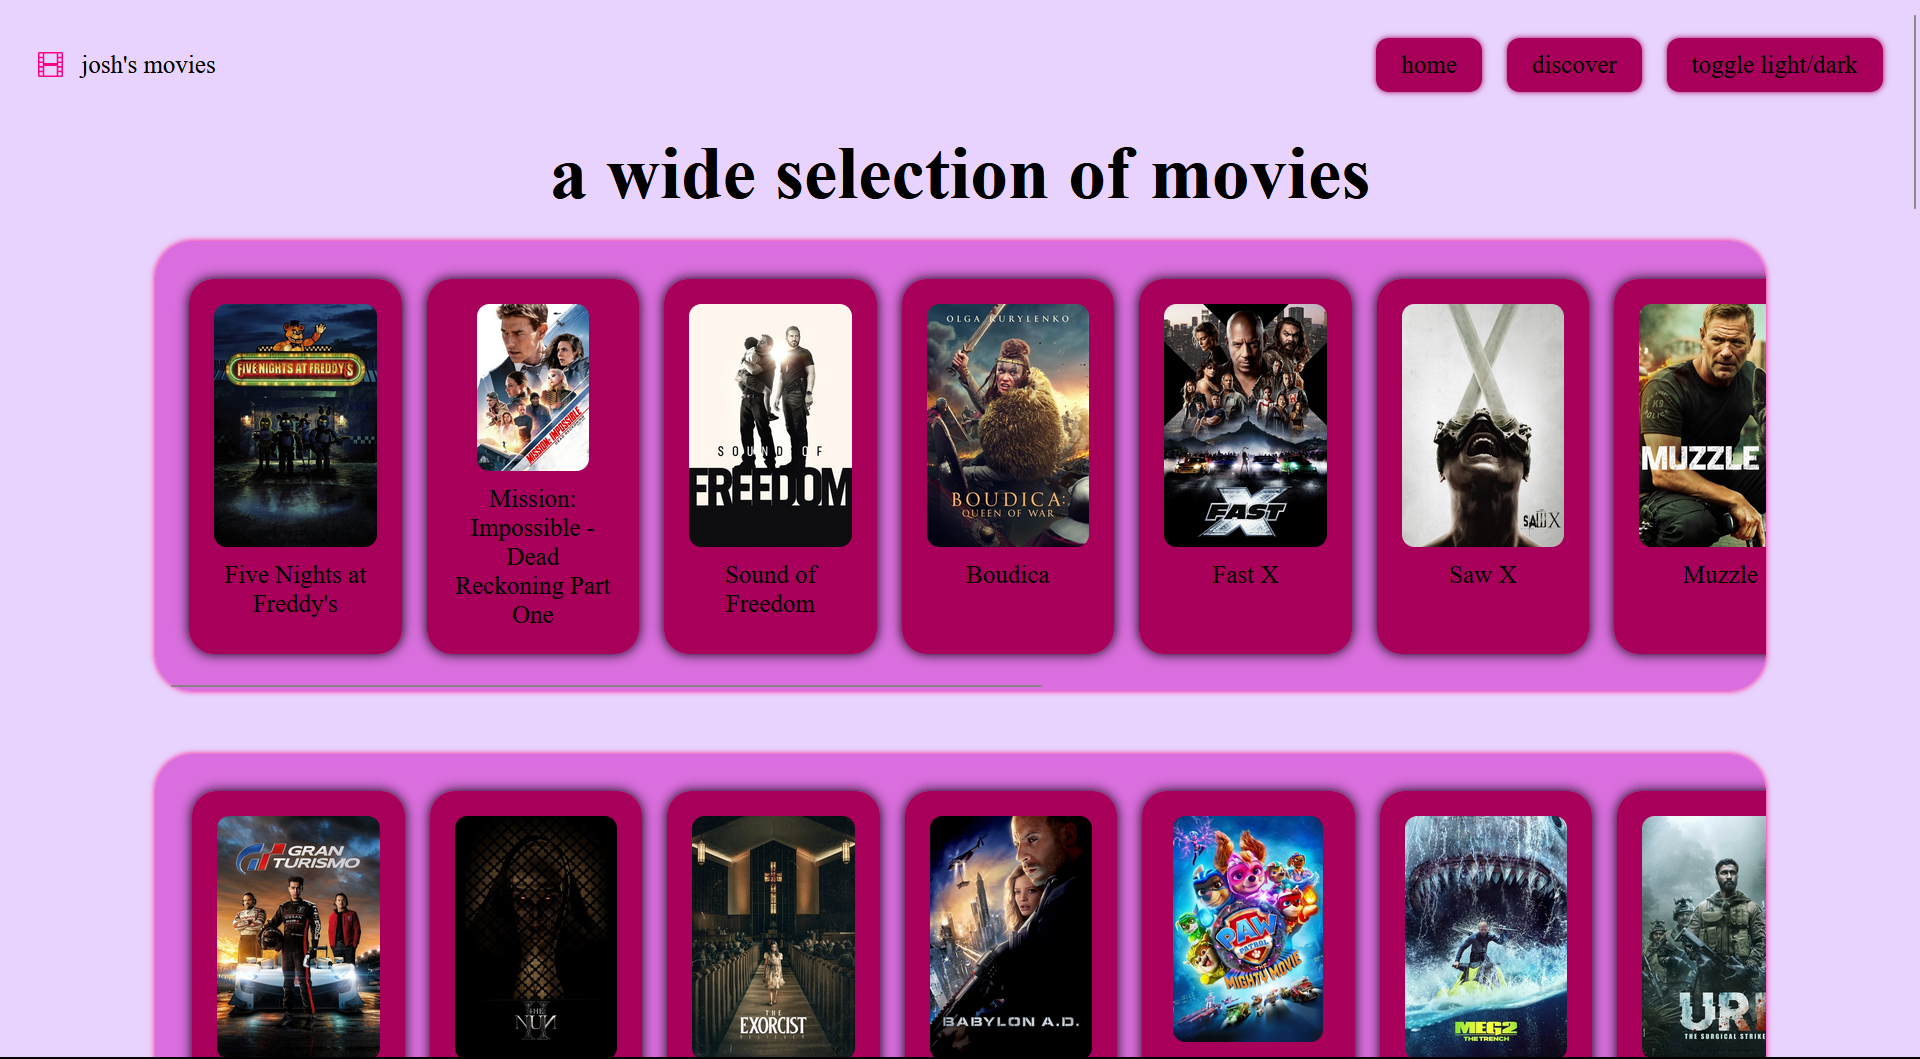 josh's movies
home
discover
toggle light/dark
a wide selection of movies
FIVE NIGHTS AT FREDDY'S
Five Nights at
Freddy's
MISSION: IMPOSSIBLE
Mission:
Impossible -
Dead
Reckoning Part
One
SOUND OF
FREEDOM
Sound of
Freedom
OLGA KURYLENKO
BOUDICA:
QUEEN OF WAR
Boudica
FAST X
Fast X
SAW X
Saw X
K9
MUZZLE
Muzzle
GRAN
TURISMO
THE
NUN
II
THE
EXORCIST
BELIEVER
BABYLON A.D.
PAW
PATROL
MIGHTY MOVIE
MEG2
THE TRENCH
URI
THE SURGICAL STRIKE